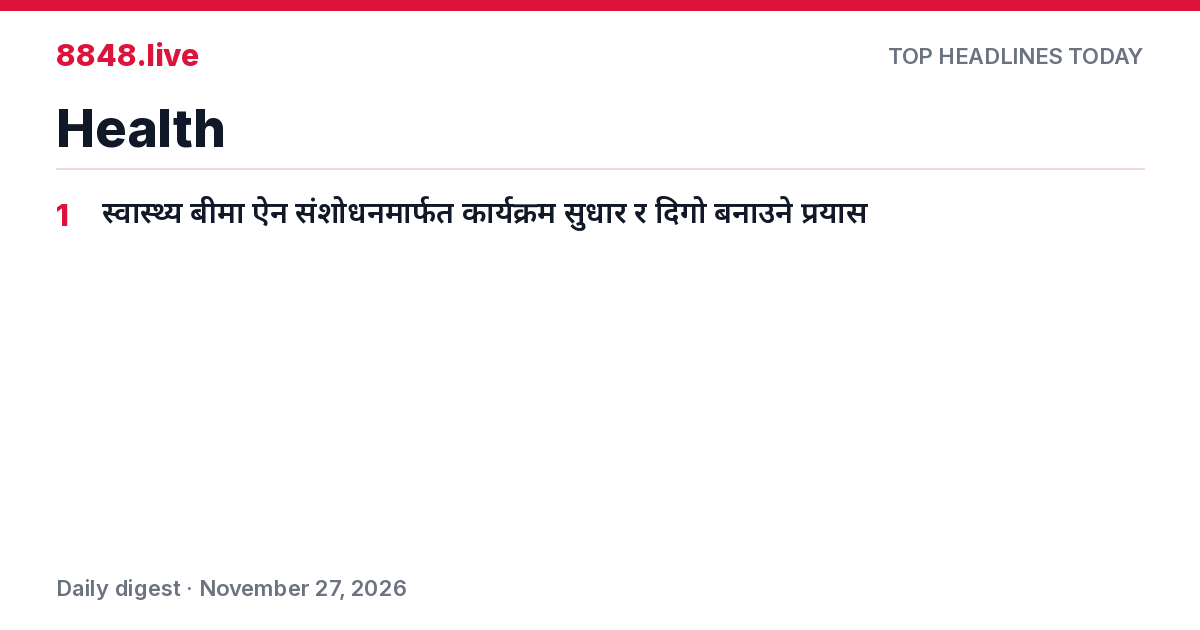 8848.live
TOP HEADLINES TODAY
Health
1 स्वास्थ्य बीमा ऐन संशोधनमार्फत कार्यक्रम सुधार र दिगो बनाउने प्रयास
Daily digest · November 27, 2026